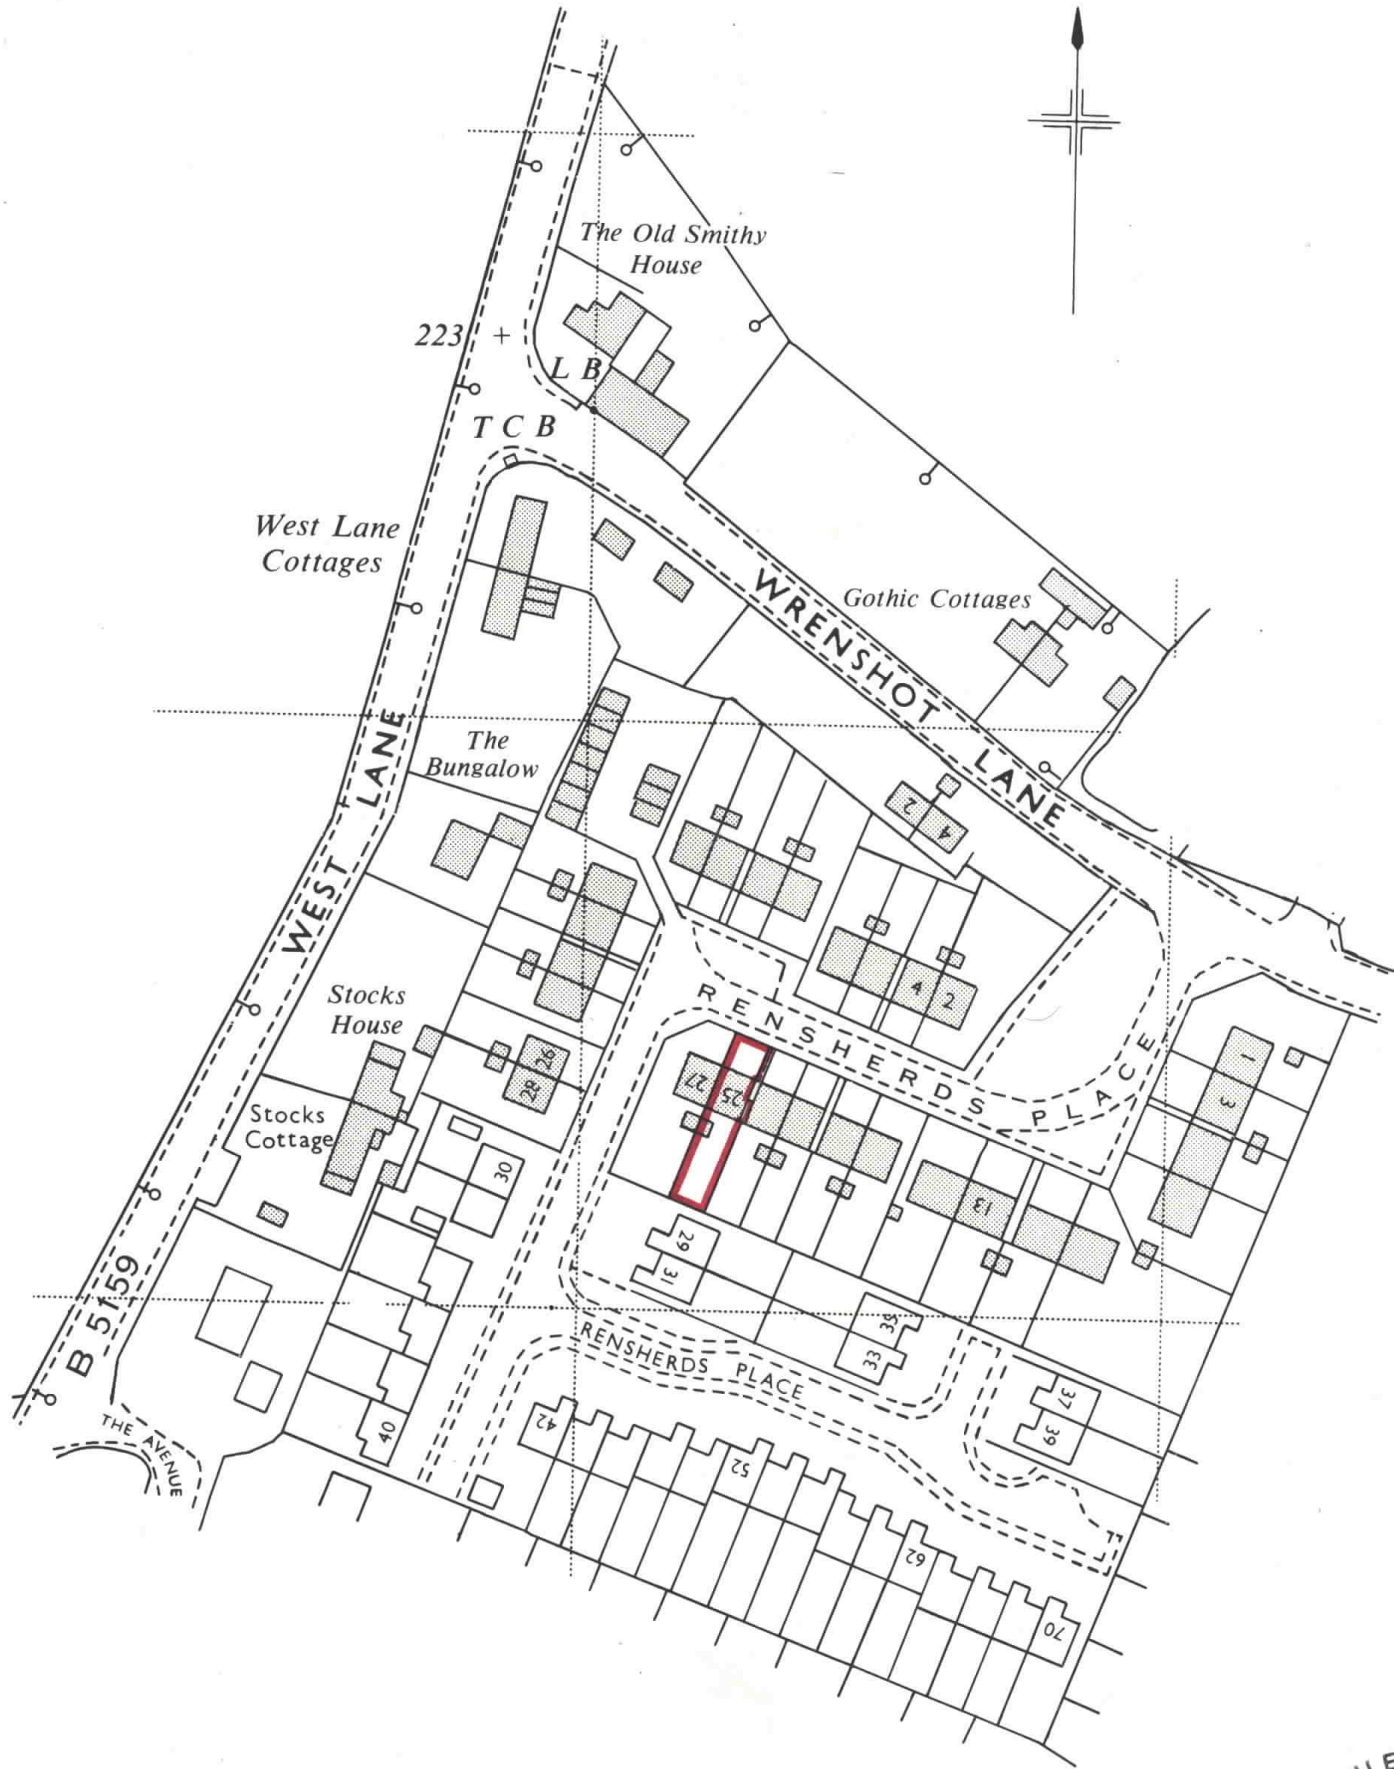 The Old Smithy
House
223
L B
T C B
West Lane
Cottages
WRENSHOT LANE
Gothic Cottages
WEST LANE
The
Bungalow
2
4
4
2
RENSHERDS PLACE
Stocks
House
26
28
27
25
1
3
Stocks
Cottage
30
13
29
31
B 5159
35
33
RENSHERDS PLACE
37
39
THE AVENUE
40
42
52
62
70